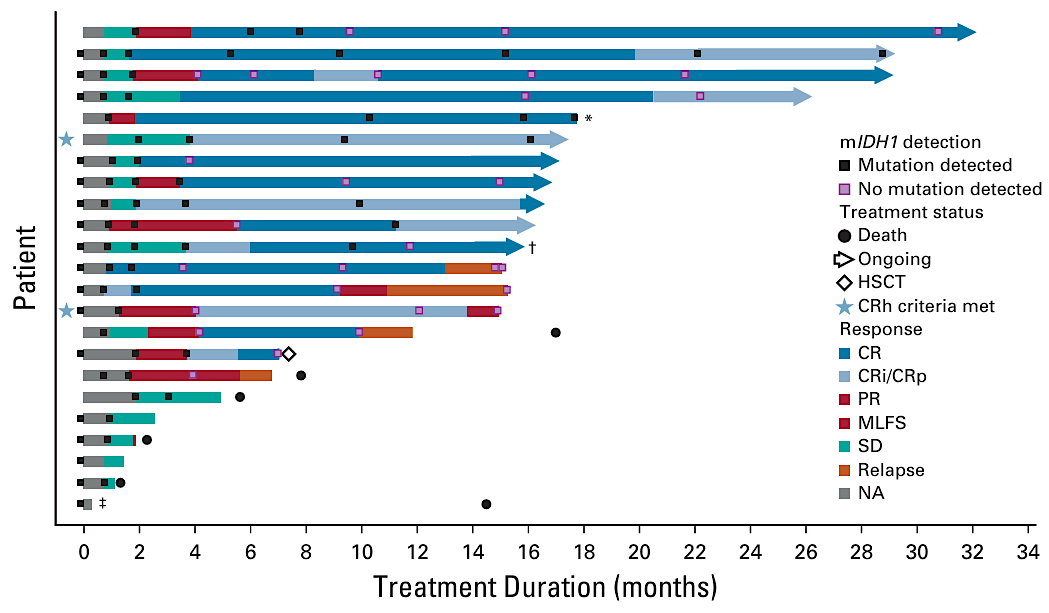 *
†
‡
mIDH1 detection
Mutation detected
No mutation detected
Treatment status
Death
Ongoing
HSCT
CRh criteria met
Response
CR
CRi/CRp
PR
MLFS
SD
Relapse
NA
Patient
0 2 4 6 8 10 12 14 16 18 20 22 24 26 28 30 32 34
Treatment Duration (months)